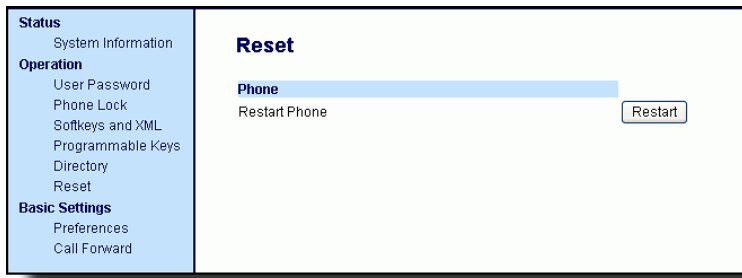 Status
System Information
Operation
User Password
Phone Lock
Softkeys and XML
Programmable Keys
Directory
Reset
Basic Settings
Preferences
Call Forward
Reset
Phone
Restart Phone
Restart